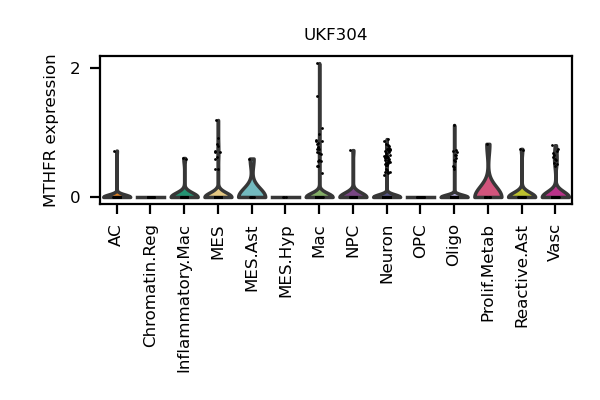 UKF304
MTHFR expression
2
0
AC
Chromatin.Reg
Inflammatory.Mac
MES
MES.Ast
MES.Hyp
Mac
NPC
Neuron
OPC
Oligo
Prolif.Metab
Reactive.Ast
Vasc